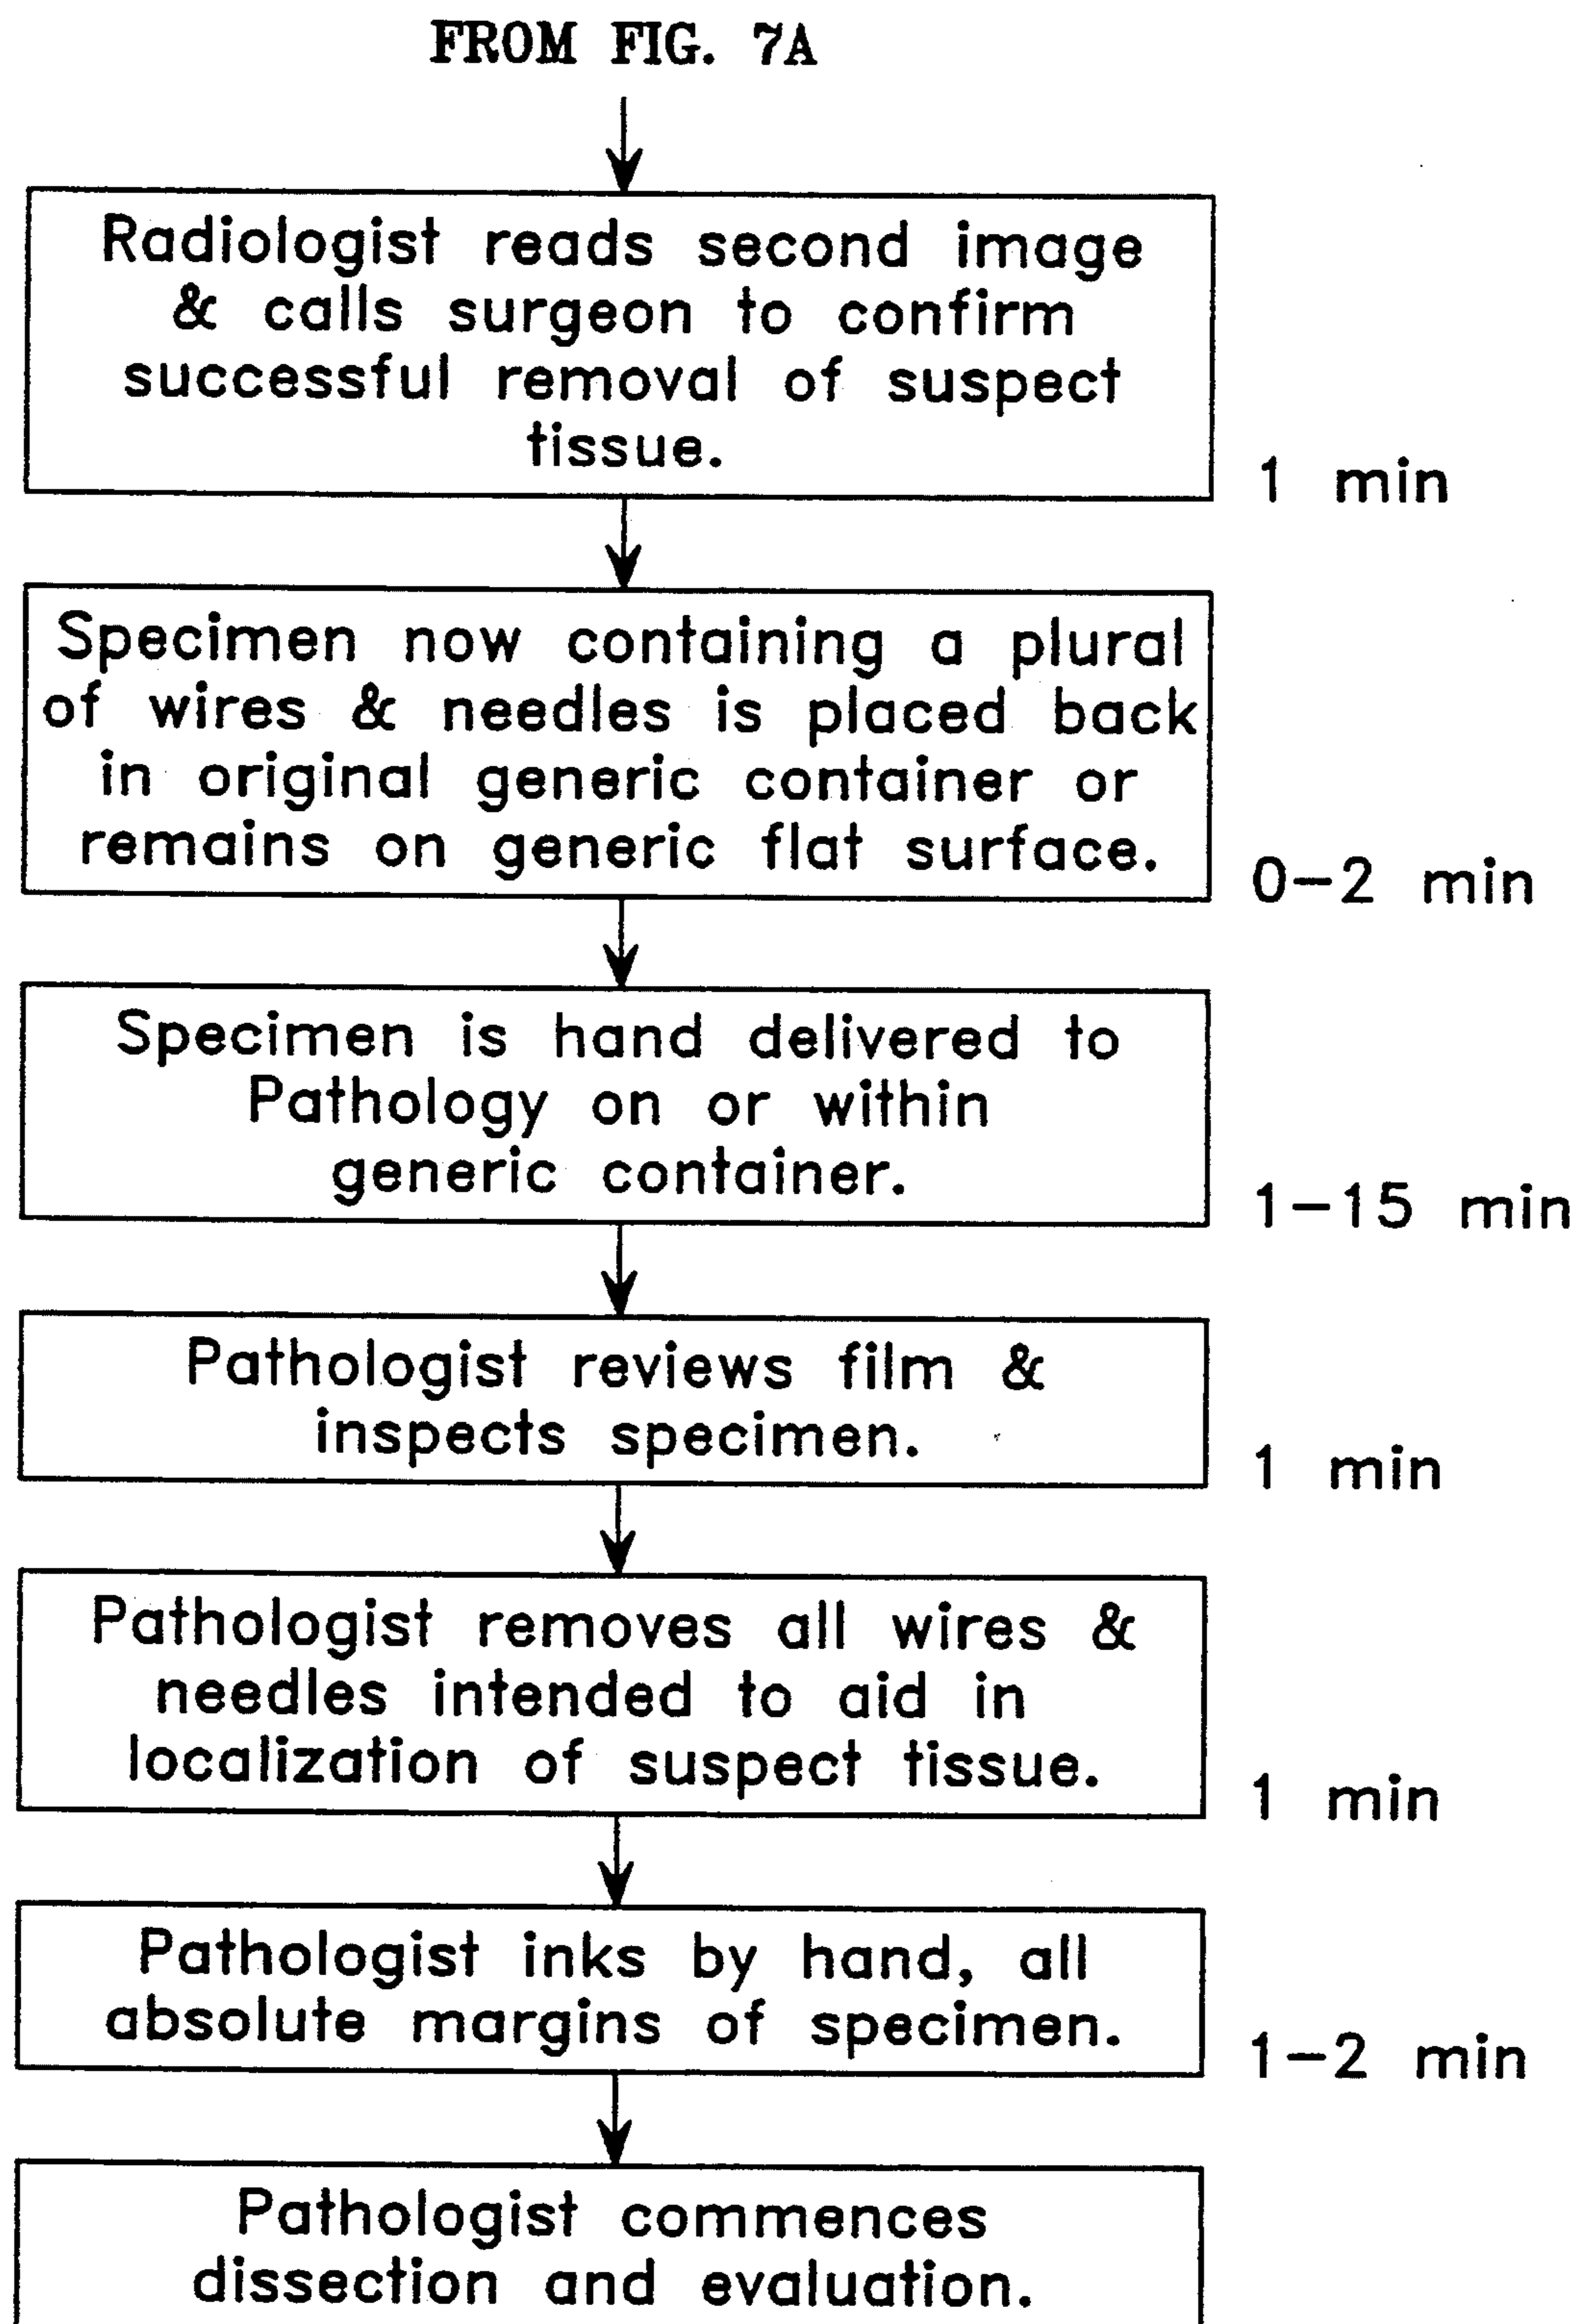 FROM FIG. 7A
Radiologist reads second image
& calls surgeon to confirm
successful removal of suspect
tissue.
1 min
Specimen now containing a plural
of wires & needles is placed back
in original generic container or
remains on generic flat surface.
0-2 min
Specimen is hand delivered to
Pathology on or within
generic container.
1-15 min
Pathologist reviews film &
inspects specimen.
1 min
Pathologist removes all wires &
needles intended to aid in
localization of suspect tissue.
1 min
Pathologist inks by hand, all
absolute margins of specimen.
1-2 min
Pathologist commences
dissection and evaluation.